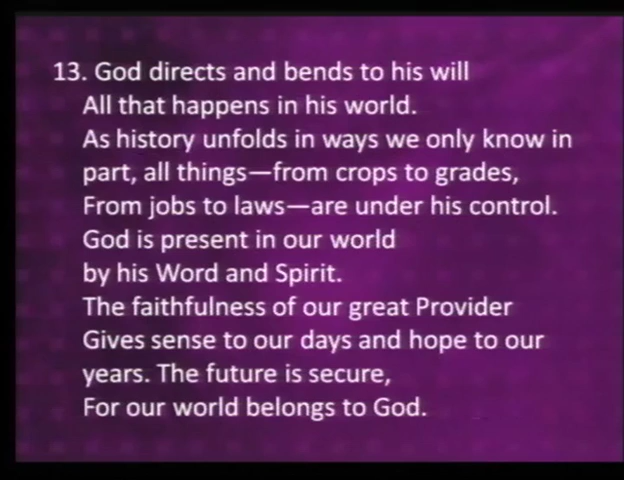 13. God directs and bends to his will
All that happens in his world.
As history unfolds in ways we only know in
part, all things—from crops to grades,
From jobs to laws—are under his control.
God is present in our world
by his Word and Spirit.
The faithfulness of our great Provider
Gives sense to our days and hope to our
years. The future is secure,
For our world belongs to God.